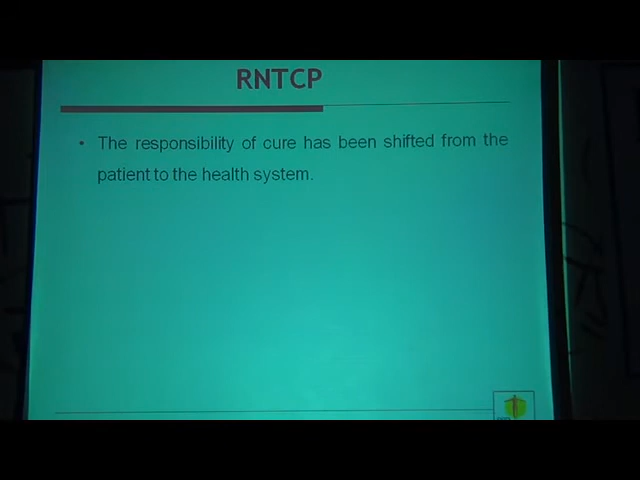 RNTCP
• The responsibility of cure has been shifted from the
patient to the health system.